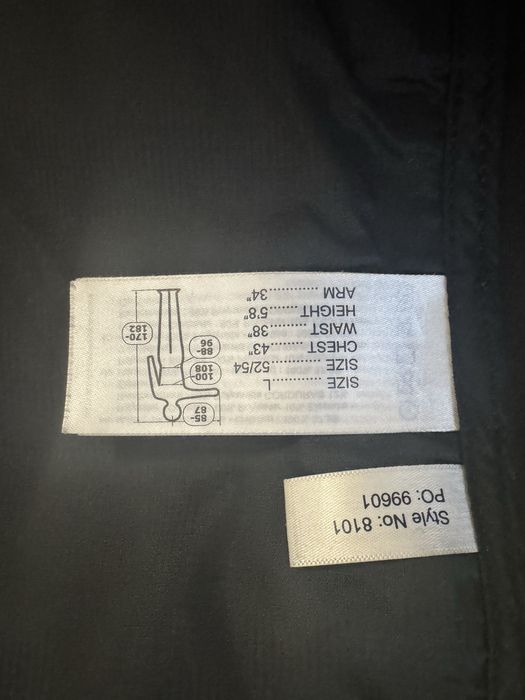 Style No: 8101
PO: 99601
SIZE ............ L
SIZE ........ 52/54
CHEST ........ 43"
WAIST ......... 38"
HEIGHT ....... 5'8"
ARM .............. 34"
85-
87
100-
108
88-
96
170-
182